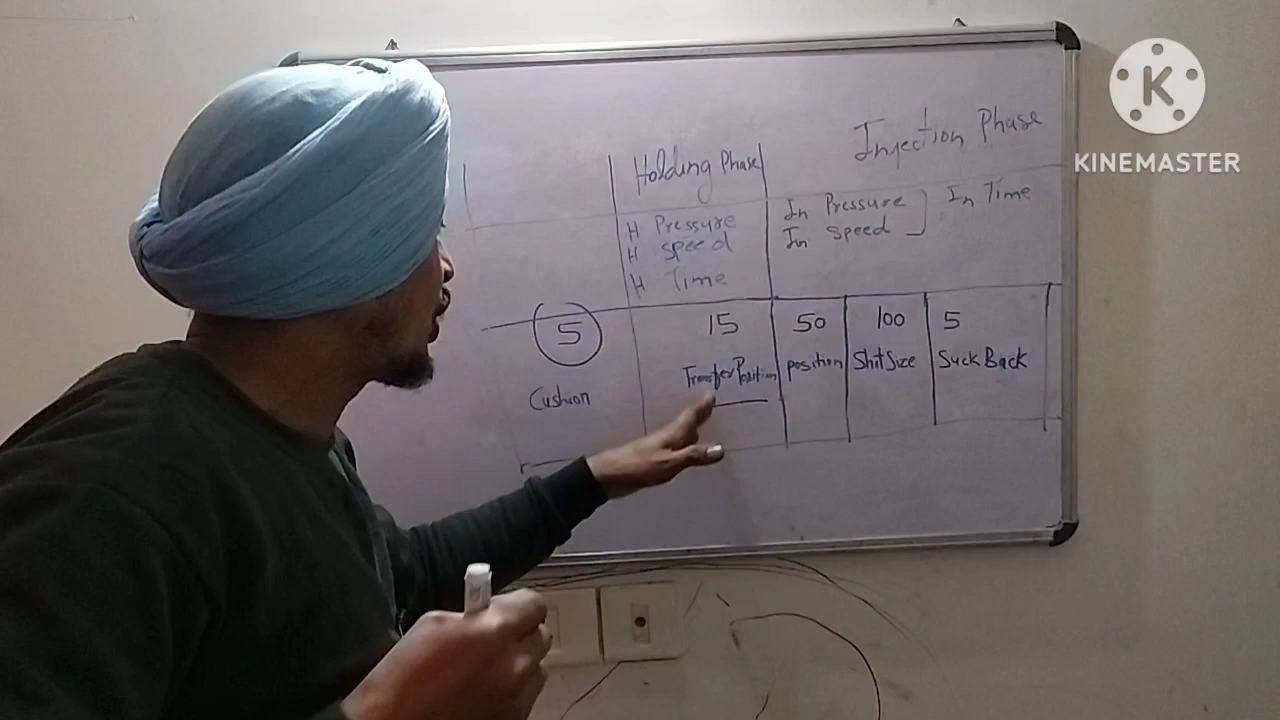 K
KINEMASTER
Injection Phase
Holding Phase
H Pressure
H Speed
H Time
In Pressure
In Speed
In Time
5
15
50
100
5
Cushion
Transfer Position
Position
Shit Size
Suck Back